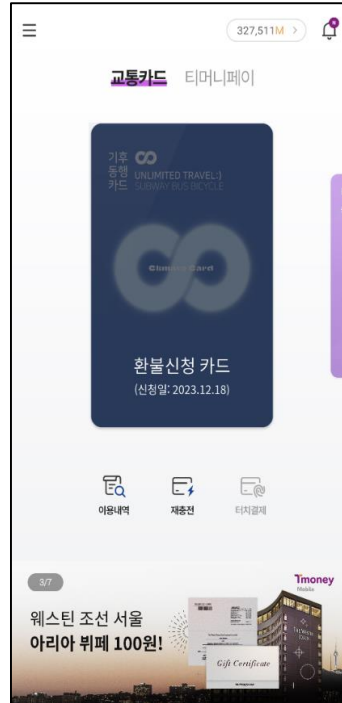 327,511M >
교통카드 티머니페이
기후
동행
카드
UNLIMITED TRAVEL:)
SUBWAY BUS BICYCLE
Climate Card
환불신청 카드
(신청일: 2023.12.18)
이용내역 재충전 터치결제
3/7
Tmoney
Mobile
웨스틴 조선 서울
아리아 뷔페 100원!
Gift Certificate